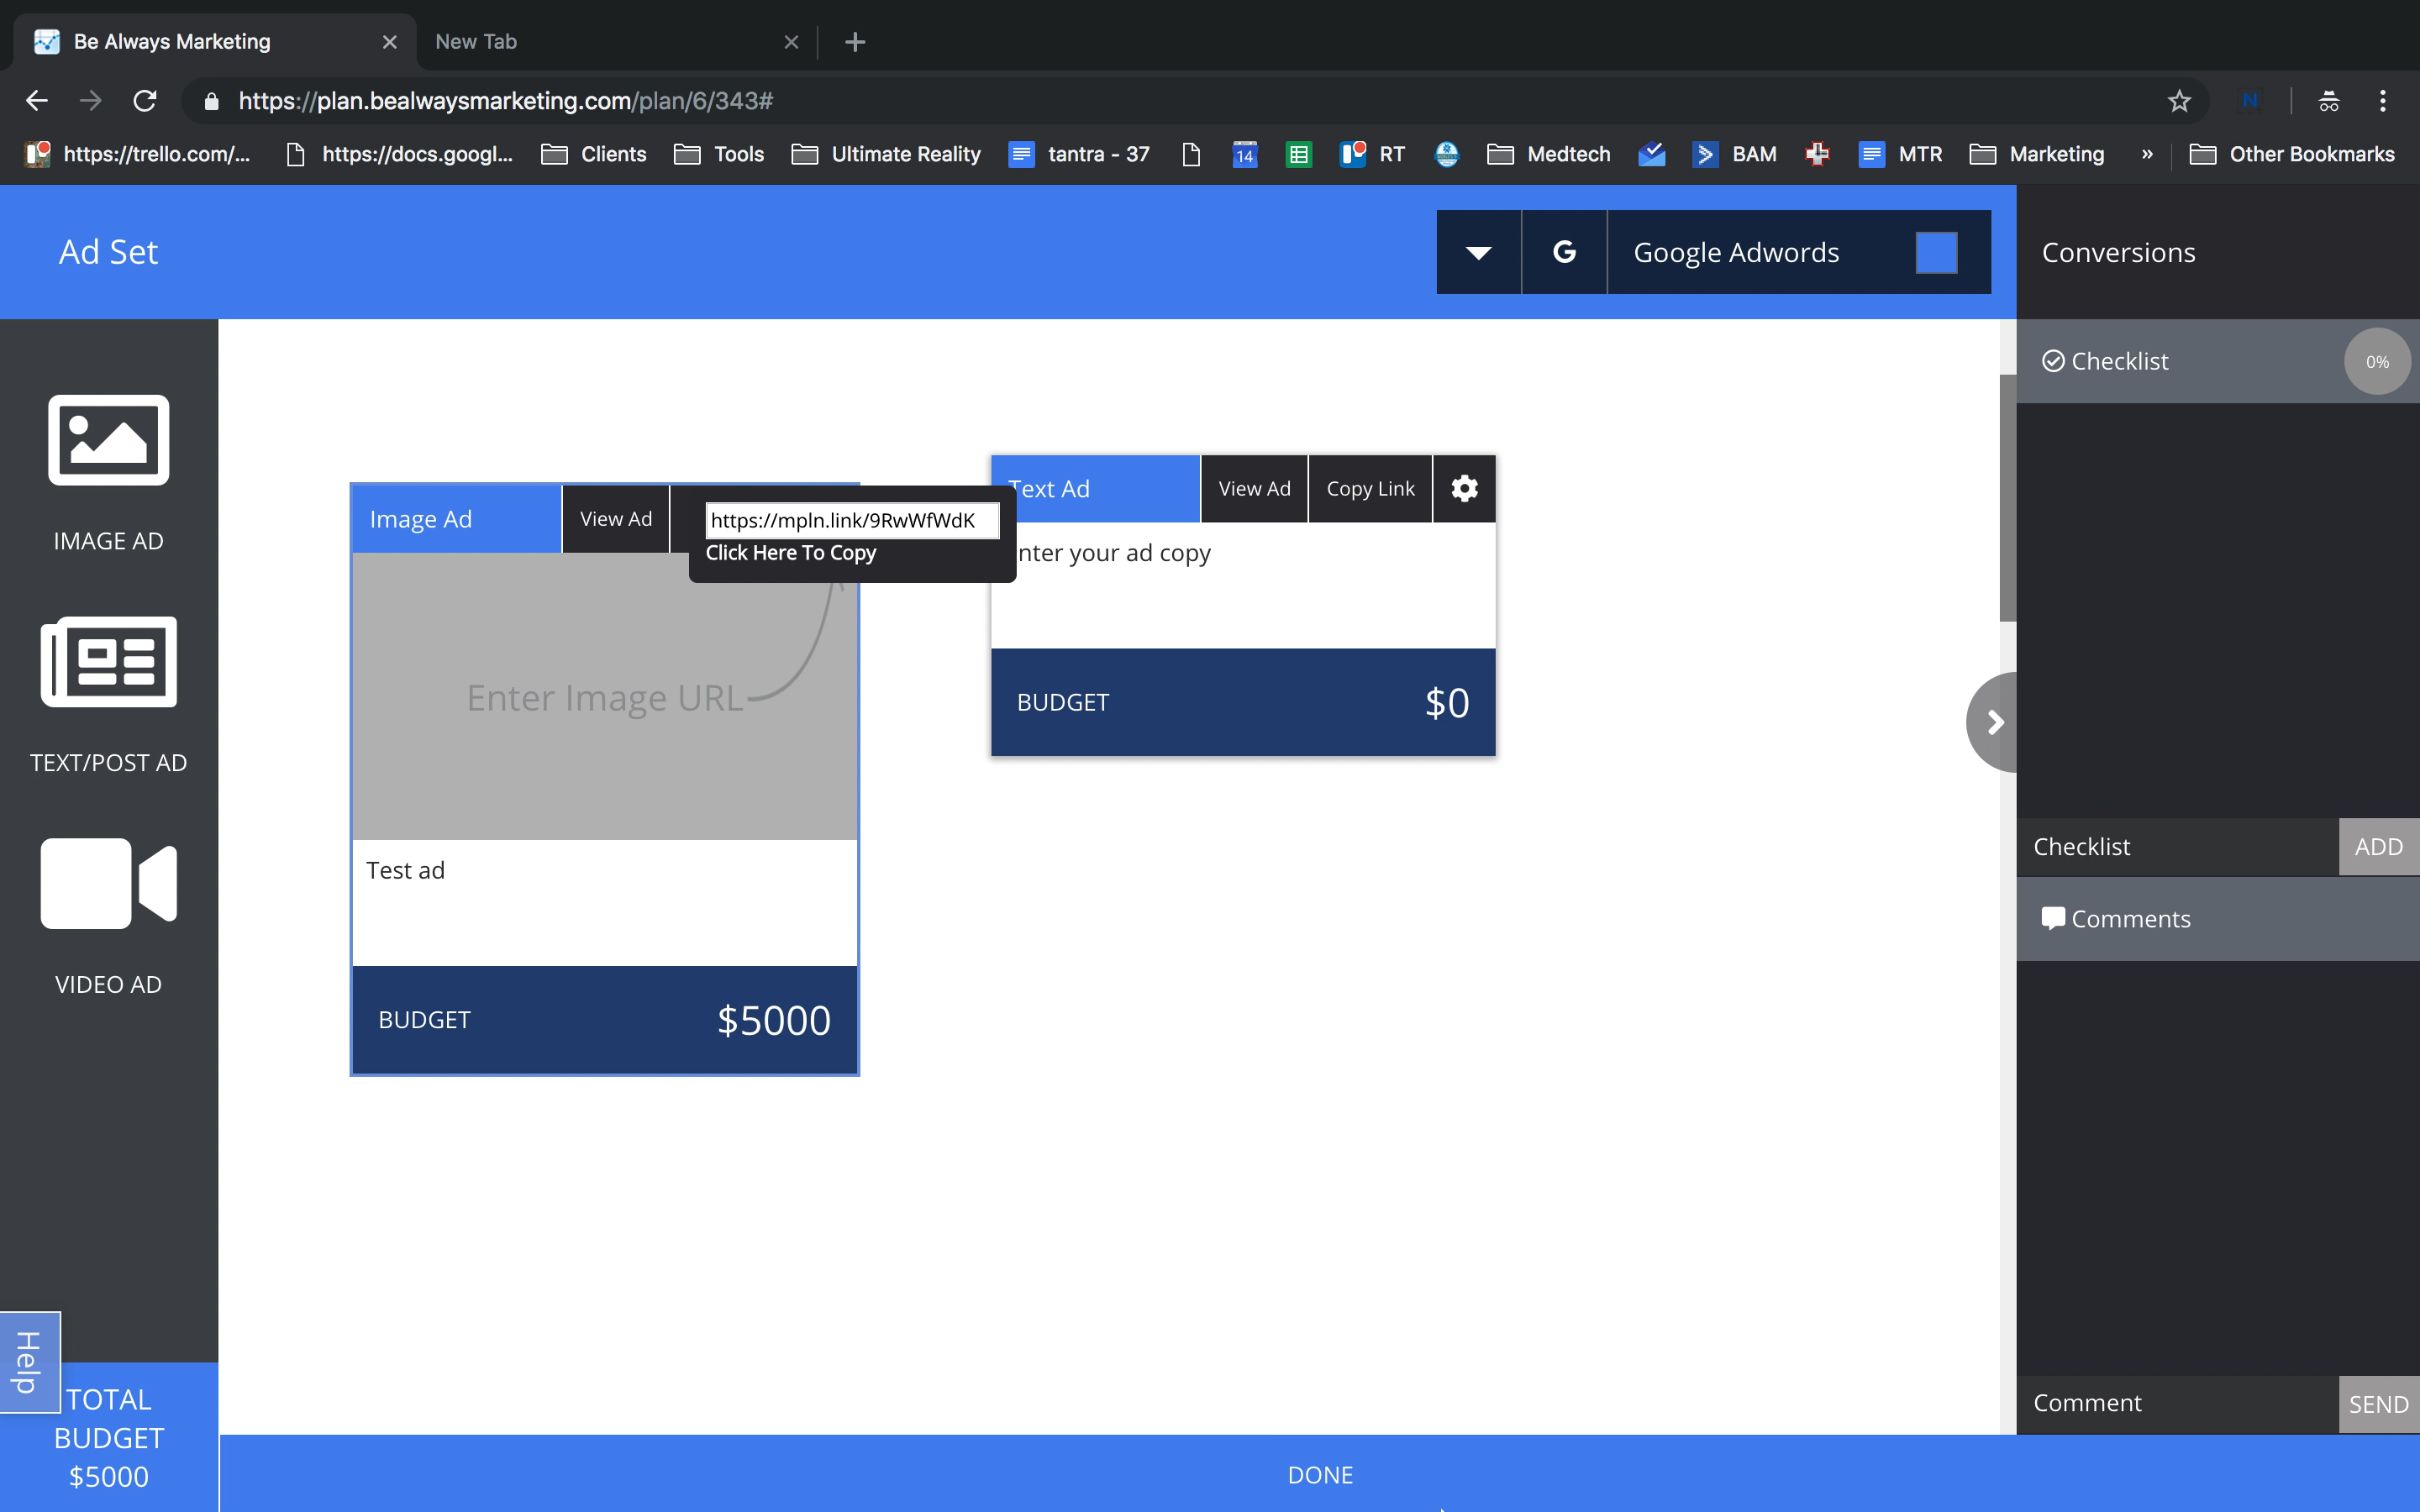 Be Always Marketing
New Tab
https://plan.bealwaysmarketing.com/plan/6/343#
https://trello.com/...
https://docs.googl...
Clients
Tools
Ultimate Reality
tantra - 37
14
RT
Medtech
BAM
MTR
Marketing
»
Other Bookmarks
Ad Set
G
Google Adwords
Conversions
IMAGE AD
TEXT/POST AD
VIDEO AD
Help
TOTAL
BUDGET
$5000
Image Ad
View Ad
https://mpln.link/9RwWfWdK
Click Here To Copy
Enter Image URL
Test ad
BUDGET
$5000
Text Ad
View Ad
Copy Link
nter your ad copy
BUDGET
$0
Checklist
0%
Checklist
ADD
Comments
Comment
SEND
DONE